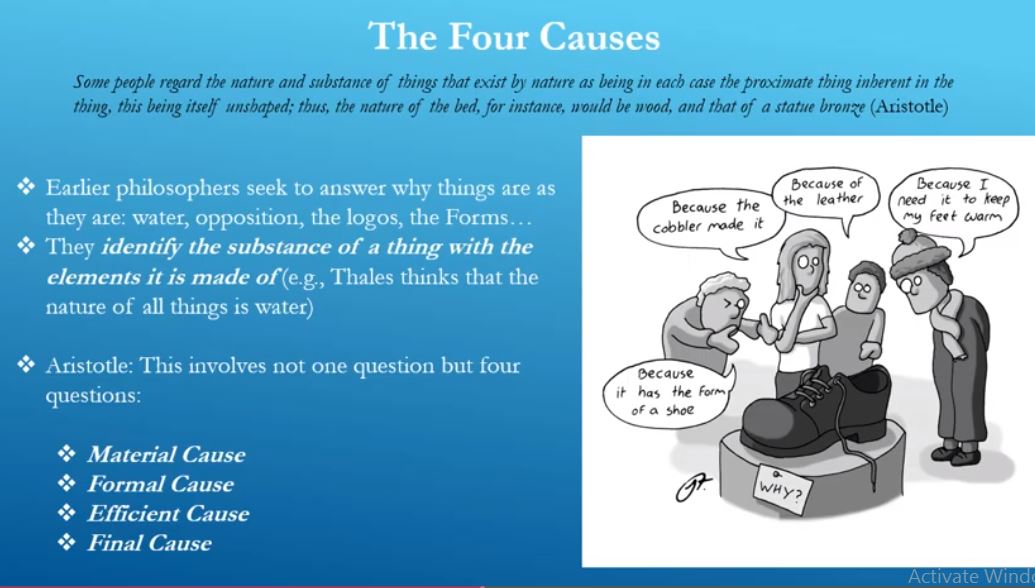 The Four Causes
Some people regard the nature and substance of things that exist by nature as being in each case the proximate thing inherent in the
thing, this being itself unshaped; thus, the nature of the bed, for instance, would be wood, and that of a statue bronze (Aristotle)
❖ Earlier philosophers seek to answer why things are as
they are: water, opposition, the logos, the Forms…
❖ They identify the substance of a thing with the
elements it is made of (e.g., Thales thinks that the
nature of all things is water)
❖ Aristotle: This involves not one question but four
questions:
❖ Material Cause
❖ Formal Cause
❖ Efficient Cause
❖ Final Cause
Because the
cobbler made it
Because of
the leather
Because I
need it to keep
my feet warm
Because
it has the form
of a shoe
WHY?
Activate Wind